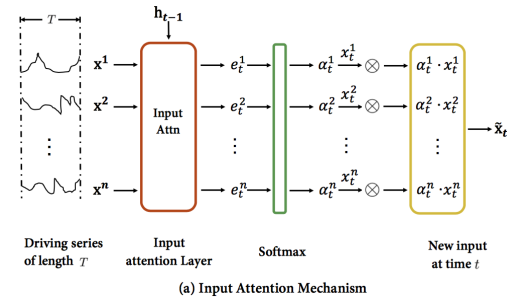 T
h_{t-1}
x^1 e_t^1 α_t^1 x_t^1 ⊗ α_t^1 · x_t^1
x^2 Input Attn e_t^2 α_t^2 x_t^2 ⊗ α_t^2 · x_t^2
x̃_t
x^n e_t^n α_t^n x_t^n ⊗ α_t^n · x_t^n
Driving series of length T
Input attention Layer
Softmax
New input at time t
(a) Input Attention Mechanism